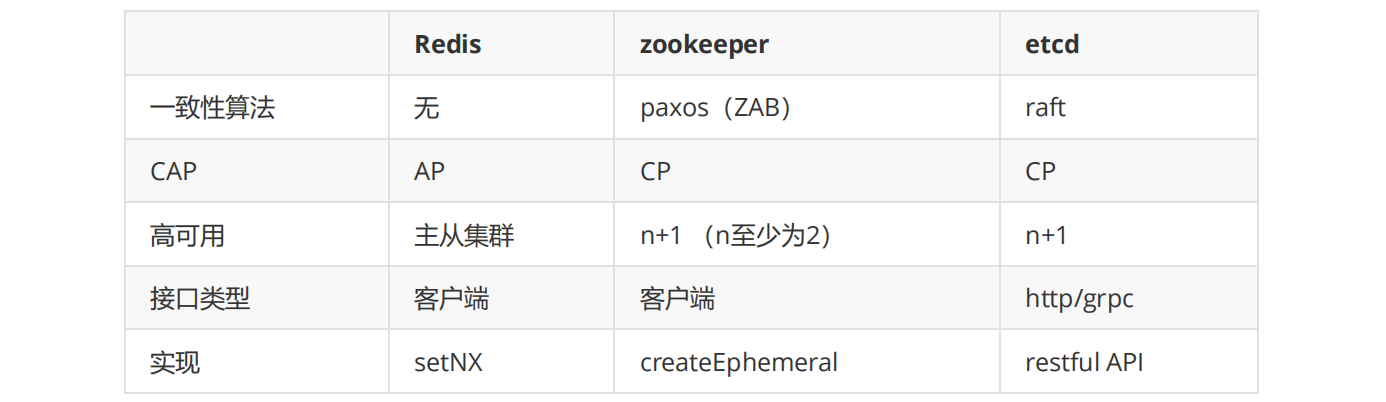 Redis zookeeper etcd
一致性算法 无 paxos（ZAB） raft
CAP AP CP CP
高可用 主从集群 n+1 （n至少为2） n+1
接口类型 客户端 客户端 http/grpc
实现 setNX createEphemeral restful API